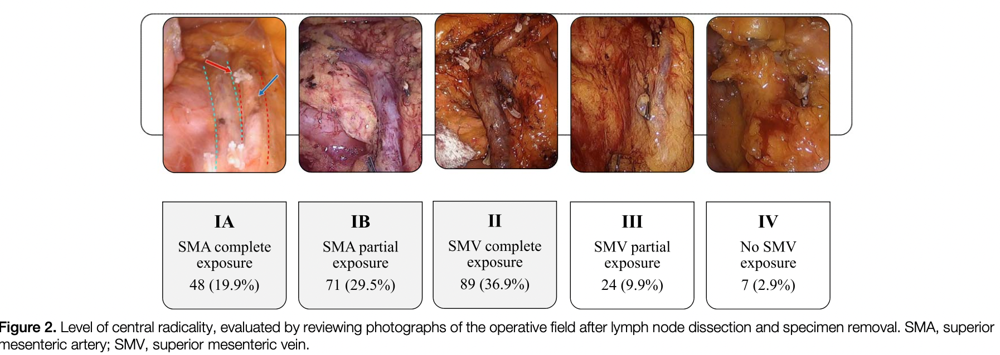 IA
SMA complete
exposure
48 (19.9%)
IB
SMA partial
exposure
71 (29.5%)
II
SMV complete
exposure
89 (36.9%)
III
SMV partial
exposure
24 (9.9%)
IV
No SMV
exposure
7 (2.9%)
Figure 2. Level of central radicality, evaluated by reviewing photographs of the operative field after lymph node dissection and specimen removal. SMA, superior
mesenteric artery; SMV, superior mesenteric vein.